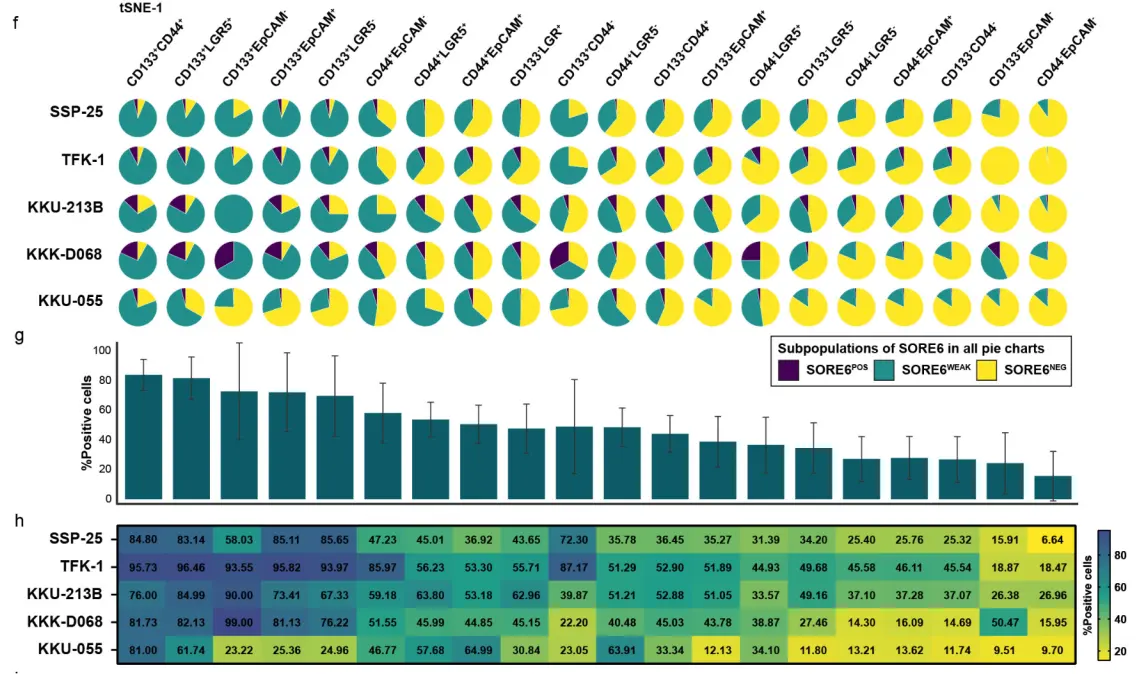 tSNE-1
f
CD133⁺CD44⁺
CD133⁺LGR5⁺
CD133⁺EpCAM⁻
CD133⁺EpCAM⁺
CD133⁺LGR5⁻
CD44⁺EpCAM⁻
CD44⁺LGR5⁺
CD44⁺EpCAM⁺
CD133⁻LGR⁺
CD133⁺CD44⁻
CD44⁺LGR5⁻
CD133⁻CD44⁺
CD133⁻EpCAM⁺
CD44⁻LGR5⁺
CD133⁻LGR5⁻
CD44⁻LGR5⁻
CD44⁻EpCAM⁺
CD133⁻CD44⁻
CD133⁻EpCAM⁻
CD44⁻EpCAM⁻
SSP-25
TFK-1
KKU-213B
KKK-D068
KKU-055
g
%Positive cells
100
80
60
40
20
0
Subpopulations of SORE6 in all pie charts
SORE6ᴾᴼˢ SORE6ᵂᴱᴬᴷ SORE6ᴺᴱᴳ
h
SSP-25 84.80 83.14 58.03 85.11 85.65 47.23 45.01 36.92 43.65 72.30 35.78 36.45 35.27 31.39 34.20 25.40 25.76 25.32 15.91 6.64
TFK-1 95.73 96.46 93.55 95.82 93.97 85.97 56.23 53.30 55.71 87.17 51.29 52.90 51.89 44.93 49.68 45.58 46.11 45.54 18.87 18.47
KKU-213B 76.00 84.99 90.00 73.41 67.33 59.18 63.80 53.18 62.96 39.87 51.21 52.88 51.05 33.57 49.16 37.10 37.28 37.07 26.38 26.96
KKK-D068 81.73 82.13 99.00 81.13 76.22 51.55 45.99 44.85 45.15 22.20 40.48 45.03 43.78 38.87 27.46 14.30 16.09 14.69 50.47 15.95
KKU-055 81.00 61.74 23.22 25.36 24.96 46.77 57.68 64.99 30.84 23.05 63.91 33.34 12.13 34.10 11.80 13.21 13.62 11.74 9.51 9.70
%Positive cells
80
60
40
20